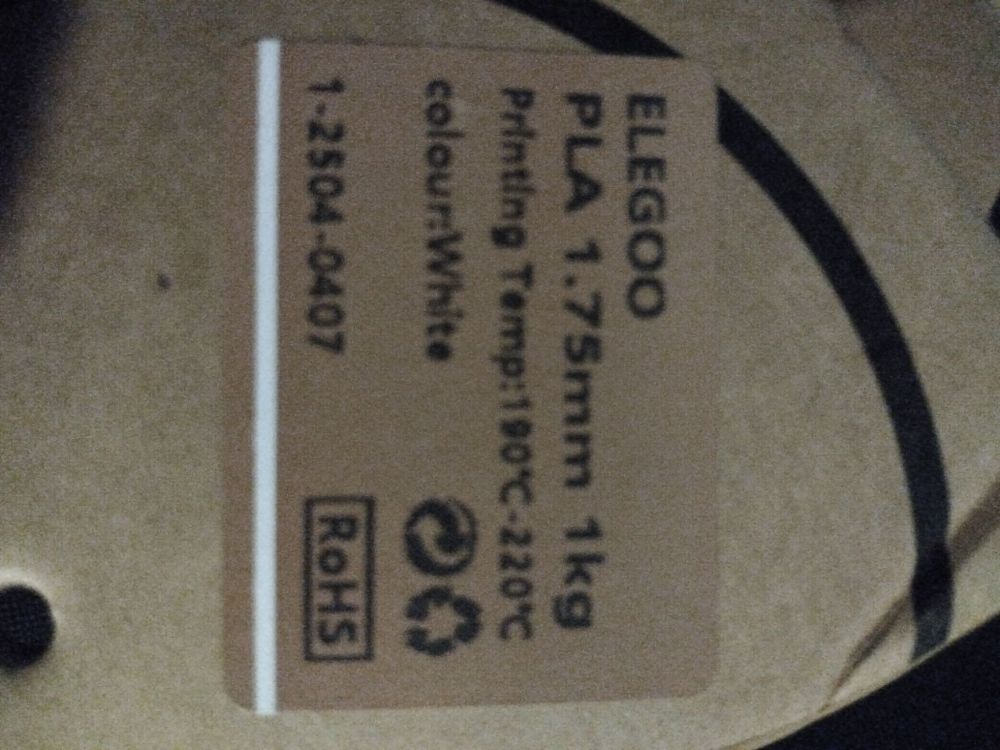 ELEGOO
PLA 1.75mm 1kg
Printing Temp:190℃-220℃
colour:White
1-2504-0407
RoHS